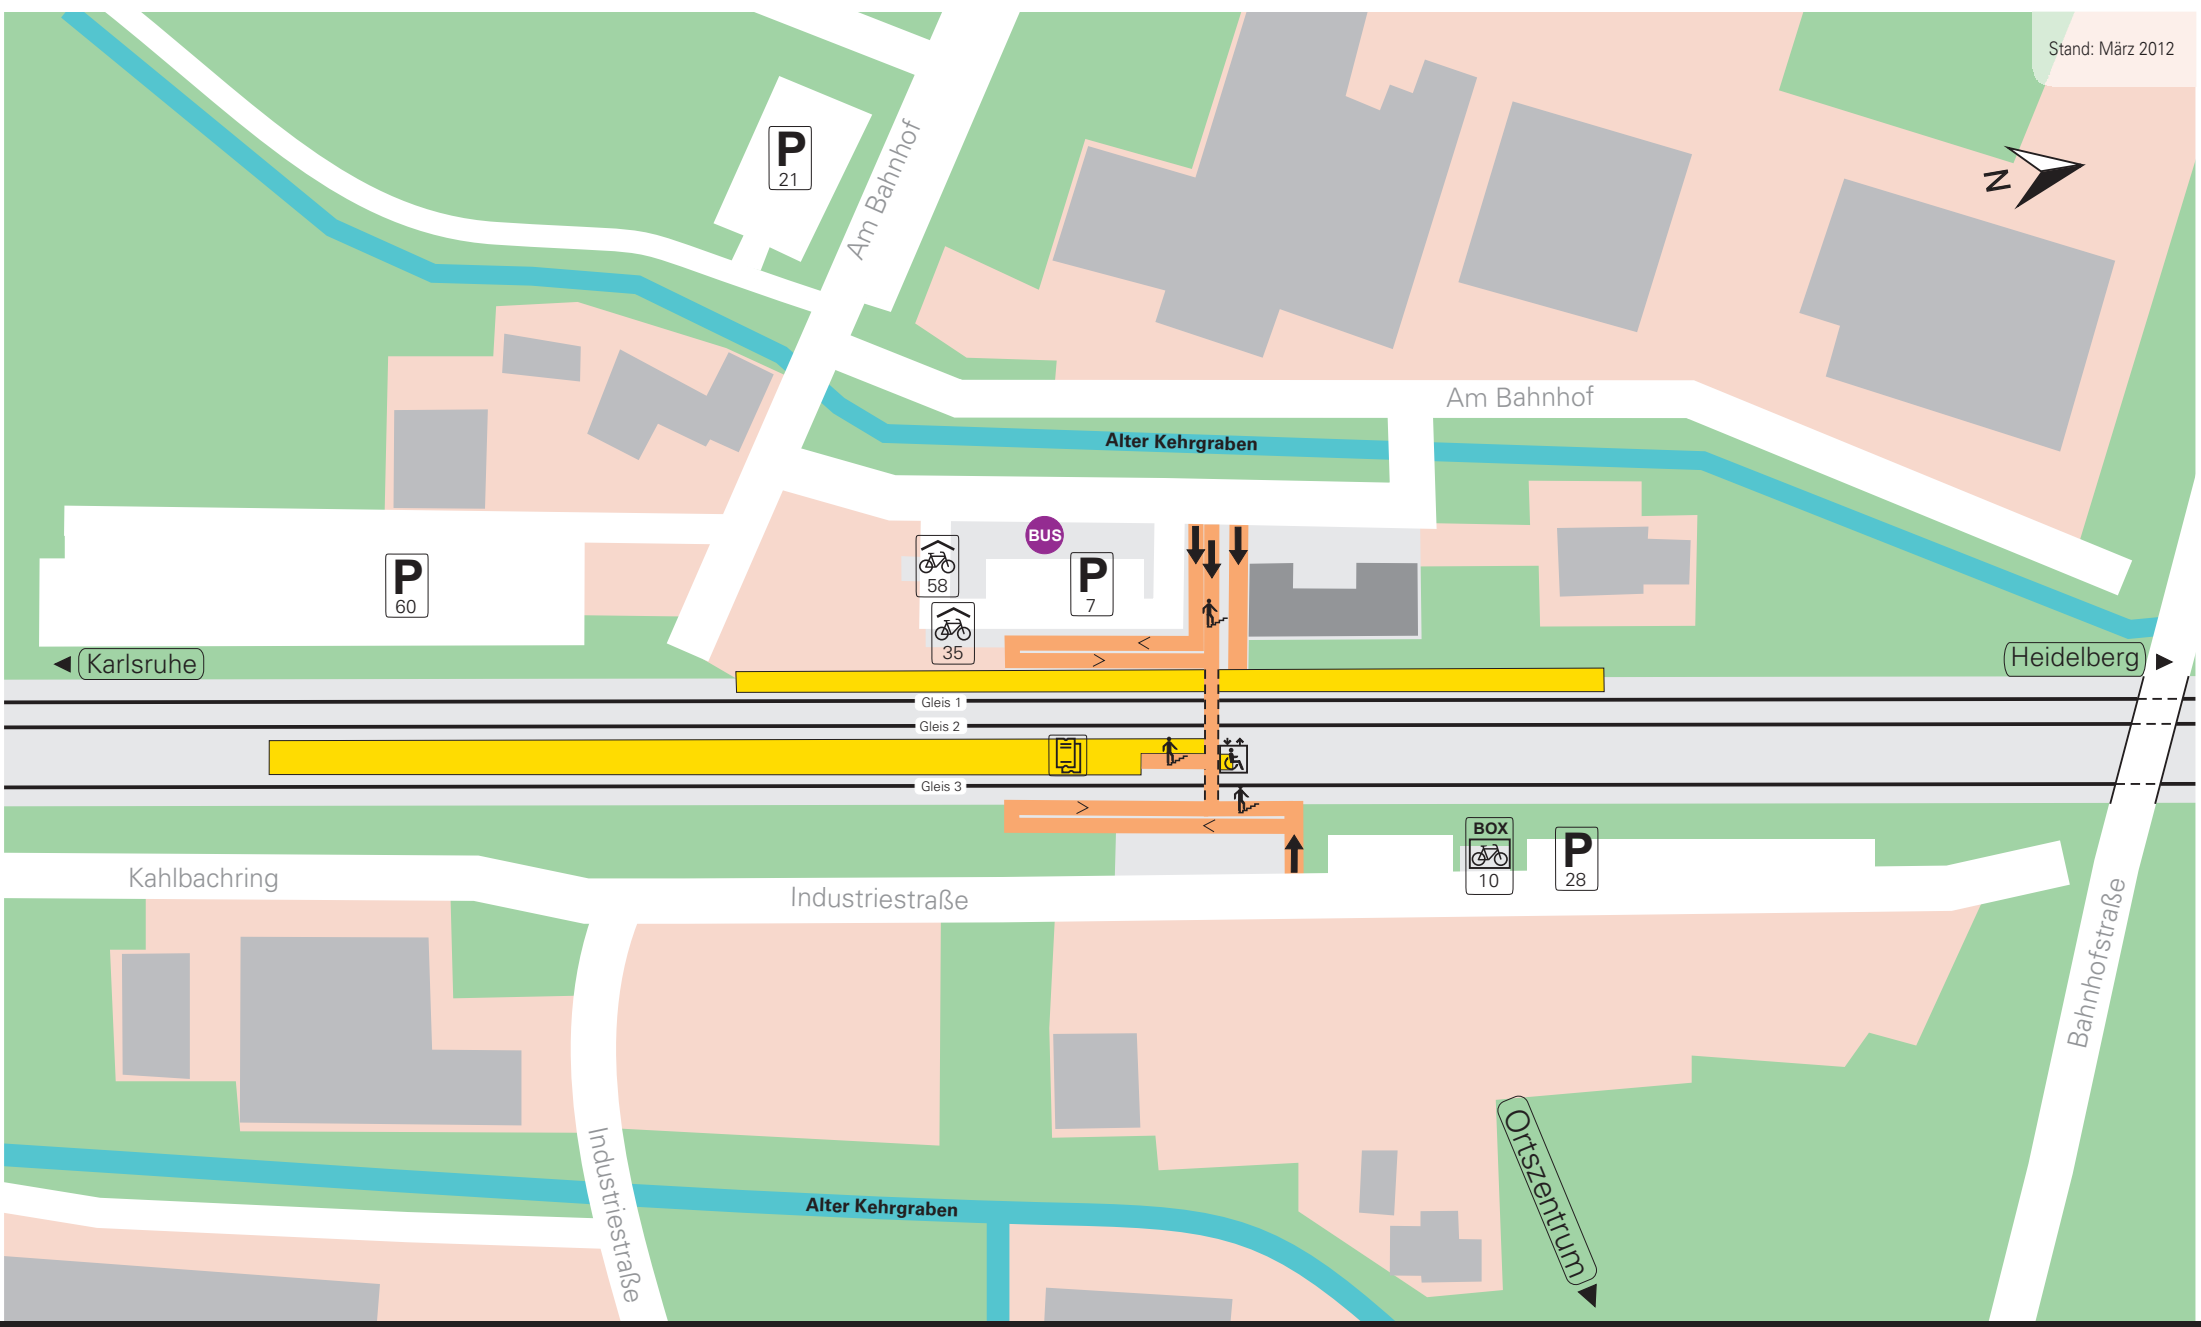 Stand: März 2012
P
21
Am Bahnhof
N
Am Bahnhof
Alter Kehrgraben
BUS
58
P
7
P
60
35
Karlsruhe
Heidelberg
Gleis 1
Gleis 2
Gleis 3
BOX
10
P
28
Kahlbachring
Industriestraße
Bahnhofstraße
Industriestraße
Ortszentrum
Alter Kehrgraben